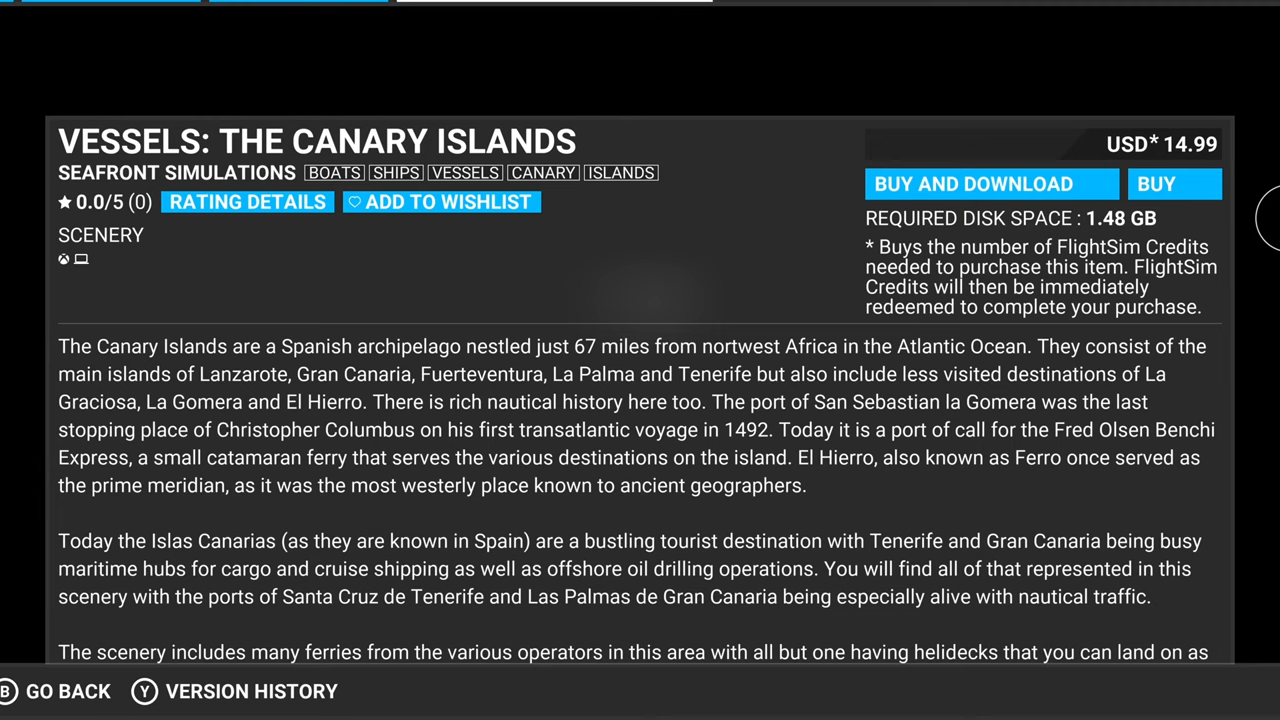 VESSELS: THE CANARY ISLANDS
SEAFRONT SIMULATIONS BOATS SHIPS VESSELS CANARY ISLANDS
0.0/5 (0) RATING DETAILS ADD TO WISHLIST
SCENERY
USD* 14.99
BUY AND DOWNLOAD BUY
REQUIRED DISK SPACE : 1.48 GB
* Buys the number of FlightSim Credits
needed to purchase this item. FlightSim
Credits will then be immediately
redeemed to complete your purchase.
The Canary Islands are a Spanish archipelago nestled just 67 miles from nortwest Africa in the Atlantic Ocean. They consist of the
main islands of Lanzarote, Gran Canaria, Fuerteventura, La Palma and Tenerife but also include less visited destinations of La
Graciosa, La Gomera and El Hierro. There is rich nautical history here too. The port of San Sebastian la Gomera was the last
stopping place of Christopher Columbus on his first transatlantic voyage in 1492. Today it is a port of call for the Fred Olsen Benchi
Express, a small catamaran ferry that serves the various destinations on the island. El Hierro, also known as Ferro once served as
the prime meridian, as it was the most westerly place known to ancient geographers.
Today the Islas Canarias (as they are known in Spain) are a bustling tourist destination with Tenerife and Gran Canaria being busy
maritime hubs for cargo and cruise shipping as well as offshore oil drilling operations. You will find all of that represented in this
scenery with the ports of Santa Cruz de Tenerife and Las Palmas de Gran Canaria being especially alive with nautical traffic.
The scenery includes many ferries from the various operators in this area with all but one having helidecks that you can land on as
B GO BACK Y VERSION HISTORY